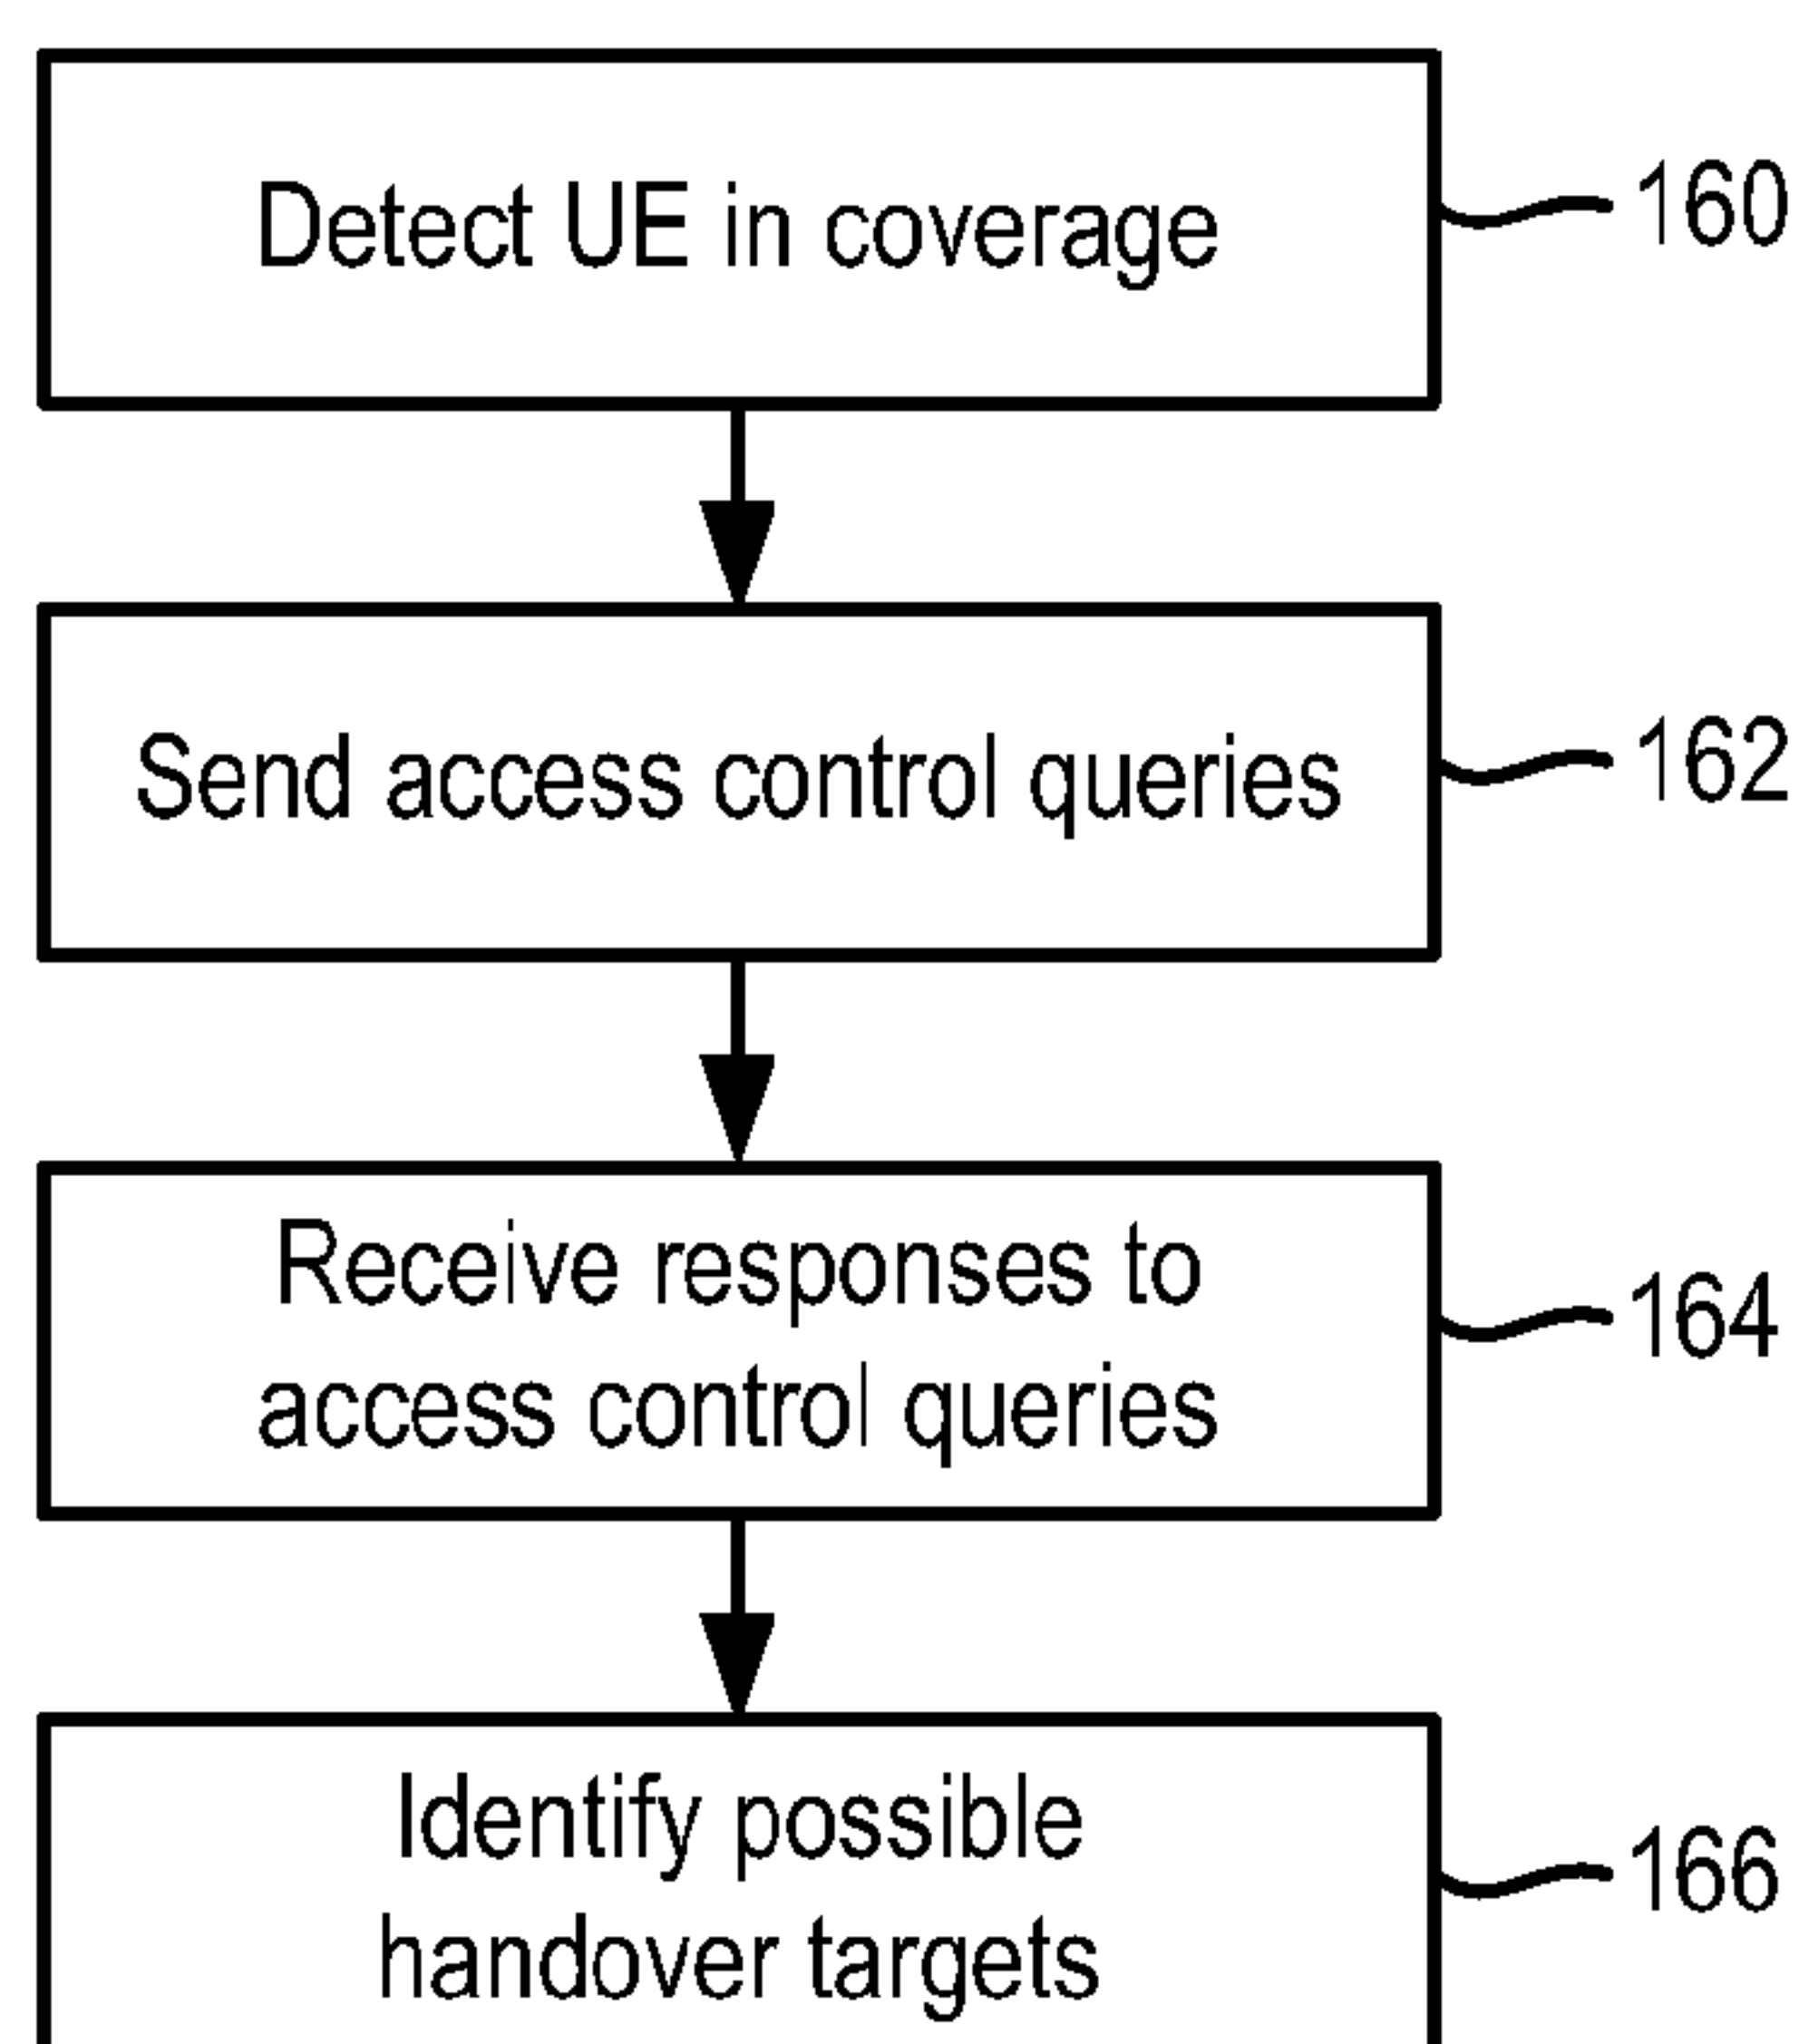 Detect UE in coverage
160
Send access control queries
162
Receive responses to
access control queries
164
Identify possible
handover targets
166